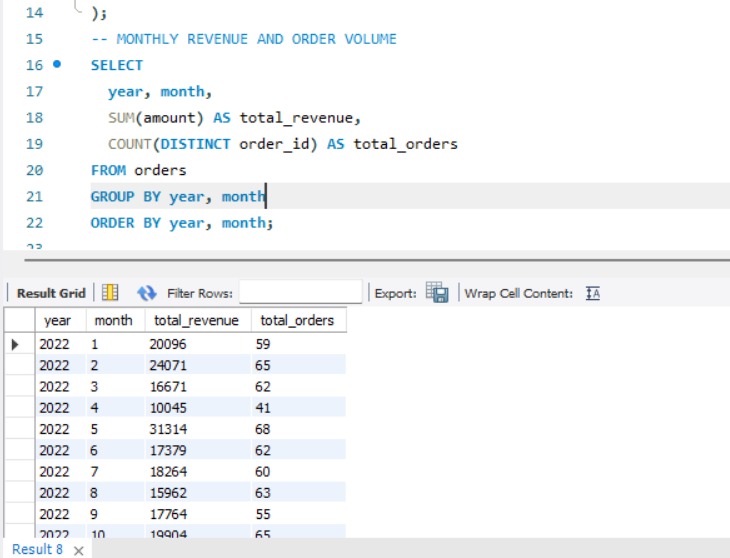 14 );
15 -- MONTHLY REVENUE AND ORDER VOLUME
16 SELECT
17 year, month,
18 SUM(amount) AS total_revenue,
19 COUNT(DISTINCT order_id) AS total_orders
20 FROM orders
21 GROUP BY year, month
22 ORDER BY year, month;
23
Result Grid Filter Rows: Export: Wrap Cell Content:
year month total_revenue total_orders
2022 1 20096 59
2022 2 24071 65
2022 3 16671 62
2022 4 10045 41
2022 5 31314 68
2022 6 17379 62
2022 7 18264 60
2022 8 15962 63
2022 9 17764 55
2022 10 19904 65
Result 8